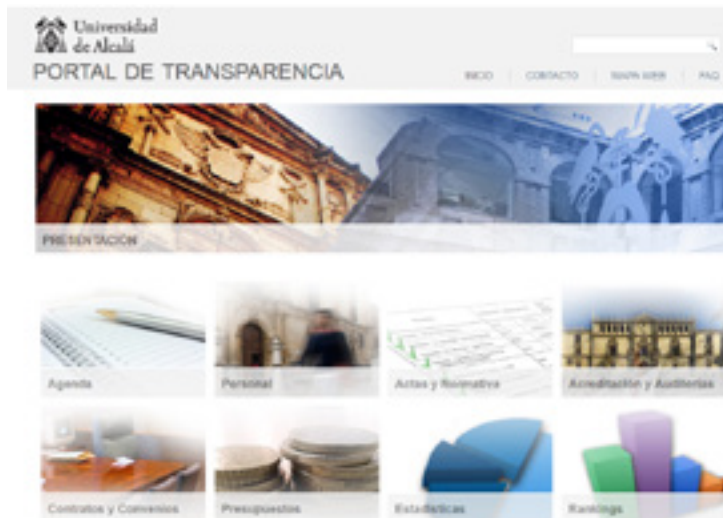 Universidad
de Alcalá
PORTAL DE TRANSPARENCIA
INICIO CONTACTO MAPA WEB FAQ
PRESENTACIÓN
Agenda Personal Actas y Normativa Acreditación y Auditorías
Contratos y Convenios Presupuestos Estadísticas Rankings